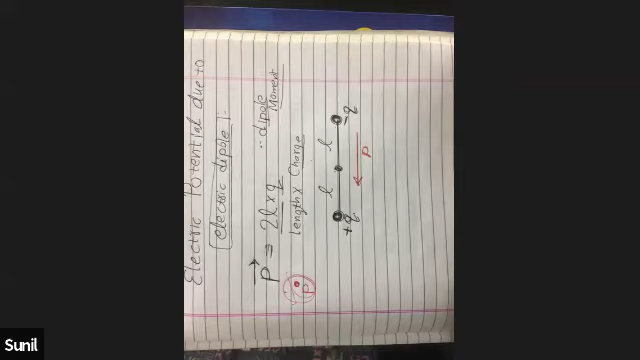 Electric Potential due to
electric dipole :-
P = 2l × q ∵ dipole Moment
length × Charge
+q l l -q
P
P
Sunil